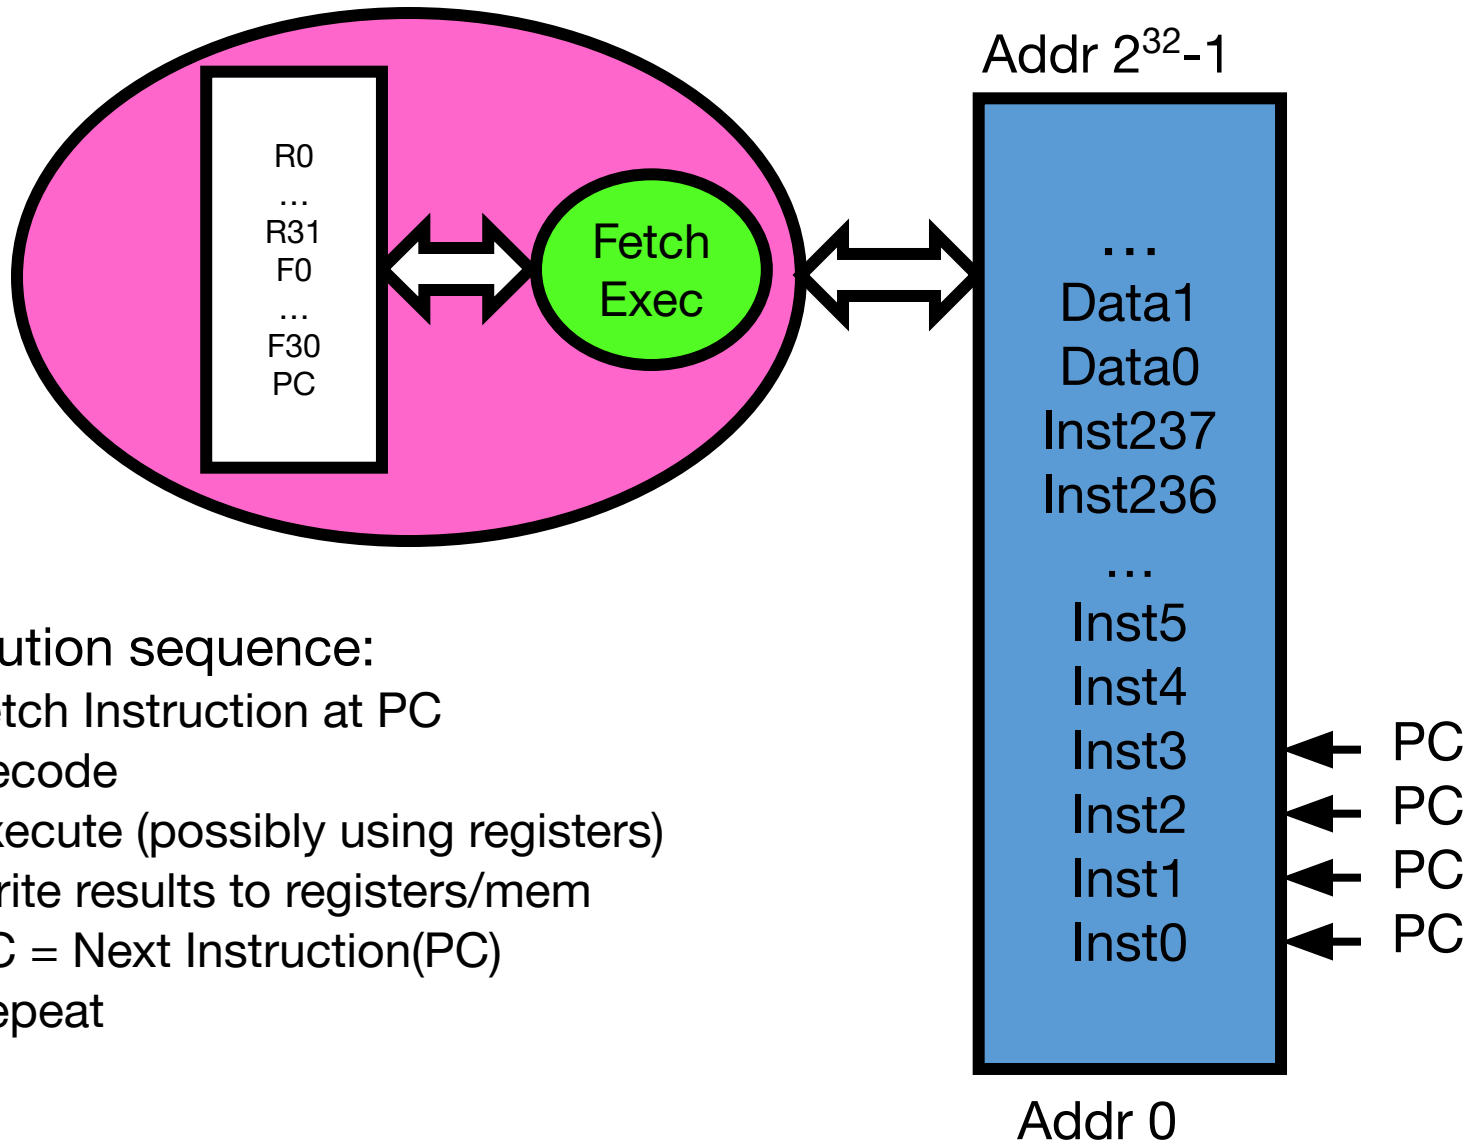 Addr 2³²-1
R0
...
R31
F0
...
F30
PC
Fetch
Exec
...
Data1
Data0
Inst237
Inst236
...
Inst5
Inst4
Inst3
Inst2
Inst1
Inst0
PC
PC
PC
PC
Addr 0
ution sequence:
etch Instruction at PC
ecode
xecute (possibly using registers)
rite results to registers/mem
C = Next Instruction(PC)
epeat